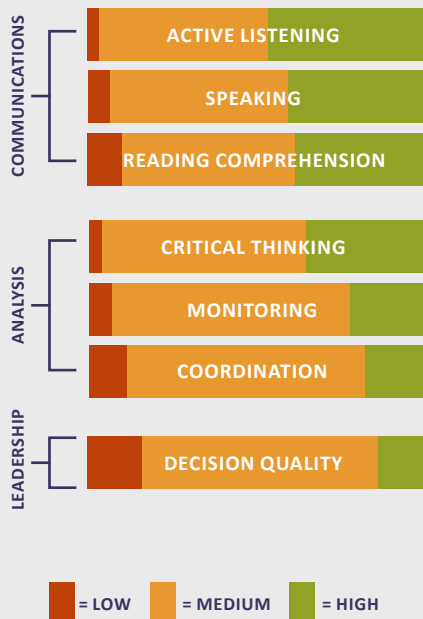 COMMUNICATIONS
ACTIVE LISTENING
SPEAKING
READING COMPREHENSION
ANALYSIS
CRITICAL THINKING
MONITORING
COORDINATION
LEADERSHIP
DECISION QUALITY
= LOW = MEDIUM = HIGH